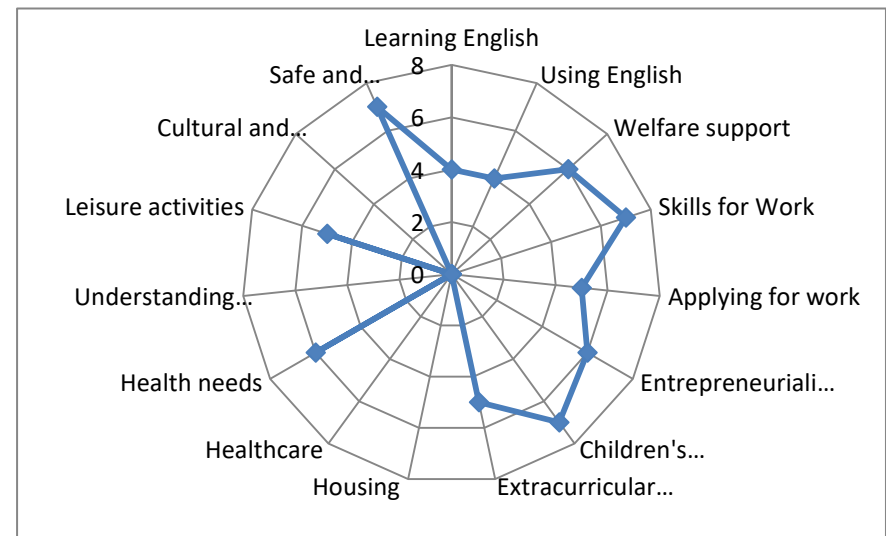 Learning English
Using English
Welfare support
Skills for Work
Applying for work
Entrepreneuriali...
Children's...
Extracurricular...
Housing
Healthcare
Health needs
Understanding...
Leisure activities
Cultural and...
Safe and...
8
6
4
2
0